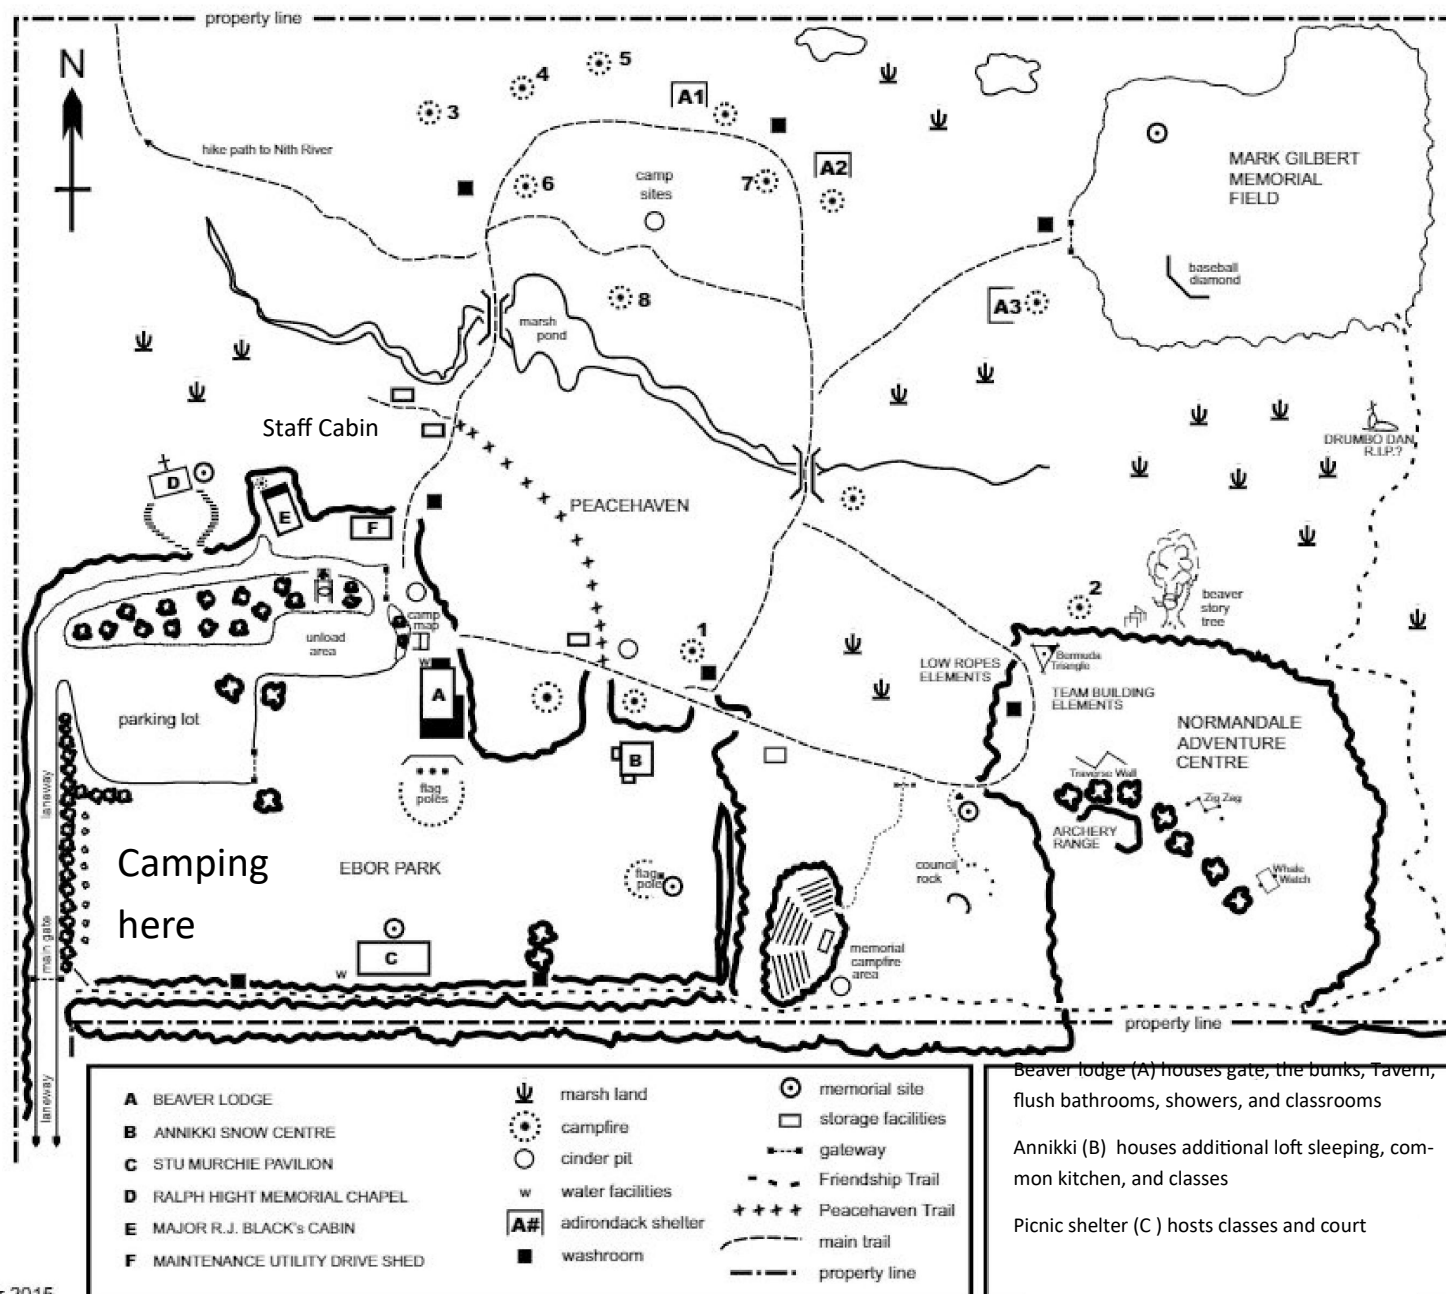 property line
N
hike path to Nith River
3
4
5
A1
6
camp
sites
7
A2
MARK GILBERT
MEMORIAL
FIELD
baseball
diamond
8
A3
marsh
pond
Staff Cabin
DRUMBO DAN
R.I.P.?
D
E
F
PEACEHAVEN
2
beaver
story
tree
camp
map
unload
area
1
w
A
LOW ROPES
ELEMENTS
Bermuda
Triangle
TEAM BUILDING
ELEMENTS
NORMANDALE
ADVENTURE
CENTRE
parking lot
B
flag
poles
Traverse Wall
Zig Zag
ARCHERY
RANGE
laneway
Camping
here
EBOR PARK
flag
pole
council
rock
Whale
Watch
main gate
C
w
memorial
campfire
area
property line
laneway
A BEAVER LODGE
B ANNIKKI SNOW CENTRE
C STU MURCHIE PAVILION
D RALPH HIGHT MEMORIAL CHAPEL
E MAJOR R.J. BLACK's CABIN
F MAINTENANCE UTILITY DRIVE SHED
marsh land
campfire
cinder pit
w water facilities
A# adirondack shelter
washroom
memorial site
storage facilities
gateway
Friendship Trail
Peacehaven Trail
main trail
property line
Beaver lodge (A) houses gate, the bunks, Tavern,
flush bathrooms, showers, and classrooms
Annikki (B) houses additional loft sleeping, com-
mon kitchen, and classes
Picnic shelter (C ) hosts classes and court
2015